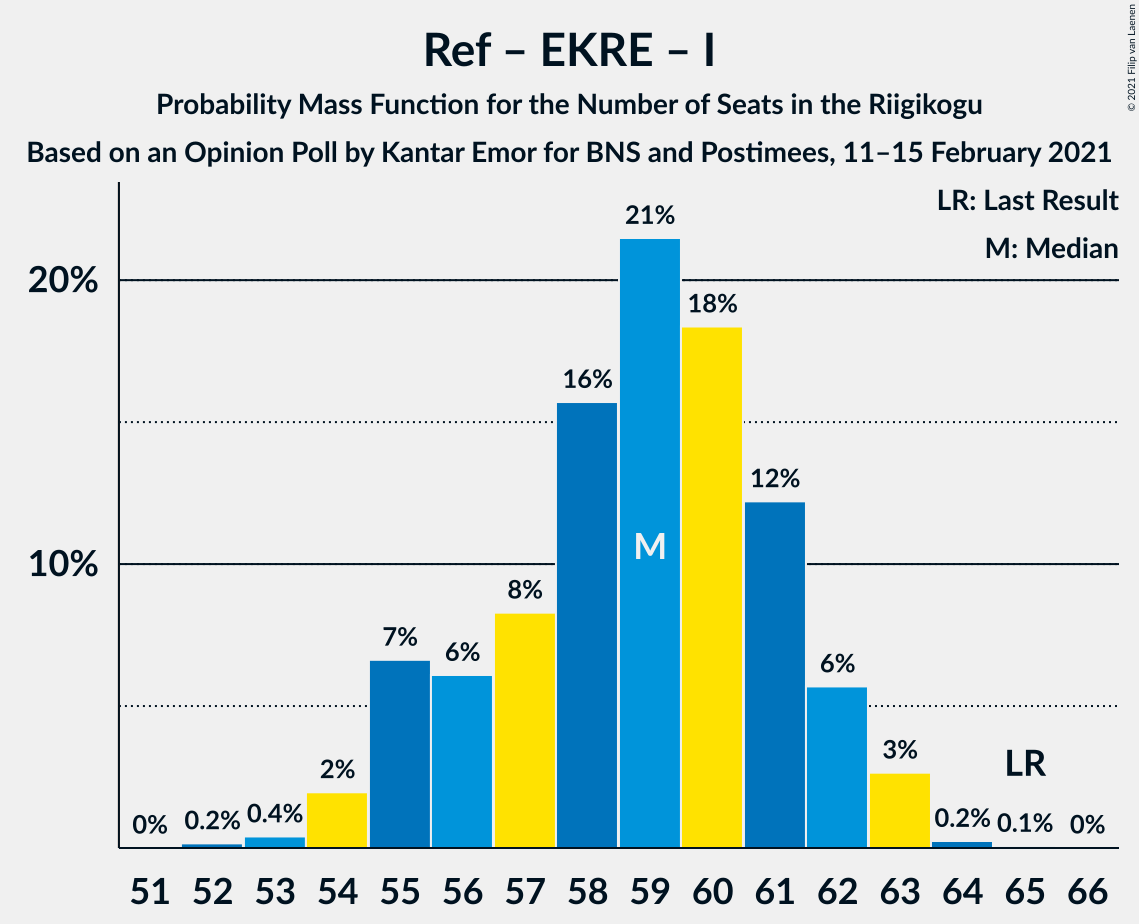 Ref – EKRE – I
Probability Mass Function for the Number of Seats in the Riigikogu
Based on an Opinion Poll by Kantar Emor for BNS and Postimees, 11–15 February 2021
© 2021 Filip van Laenen
LR: Last Result
M: Median
20%
10%
0%
0.2%
0.4%
2%
7%
6%
8%
16%
21%
18%
12%
6%
3%
0.2%
0.1%
0%
M
LR
51 52 53 54 55 56 57 58 59 60 61 62 63 64 65 66